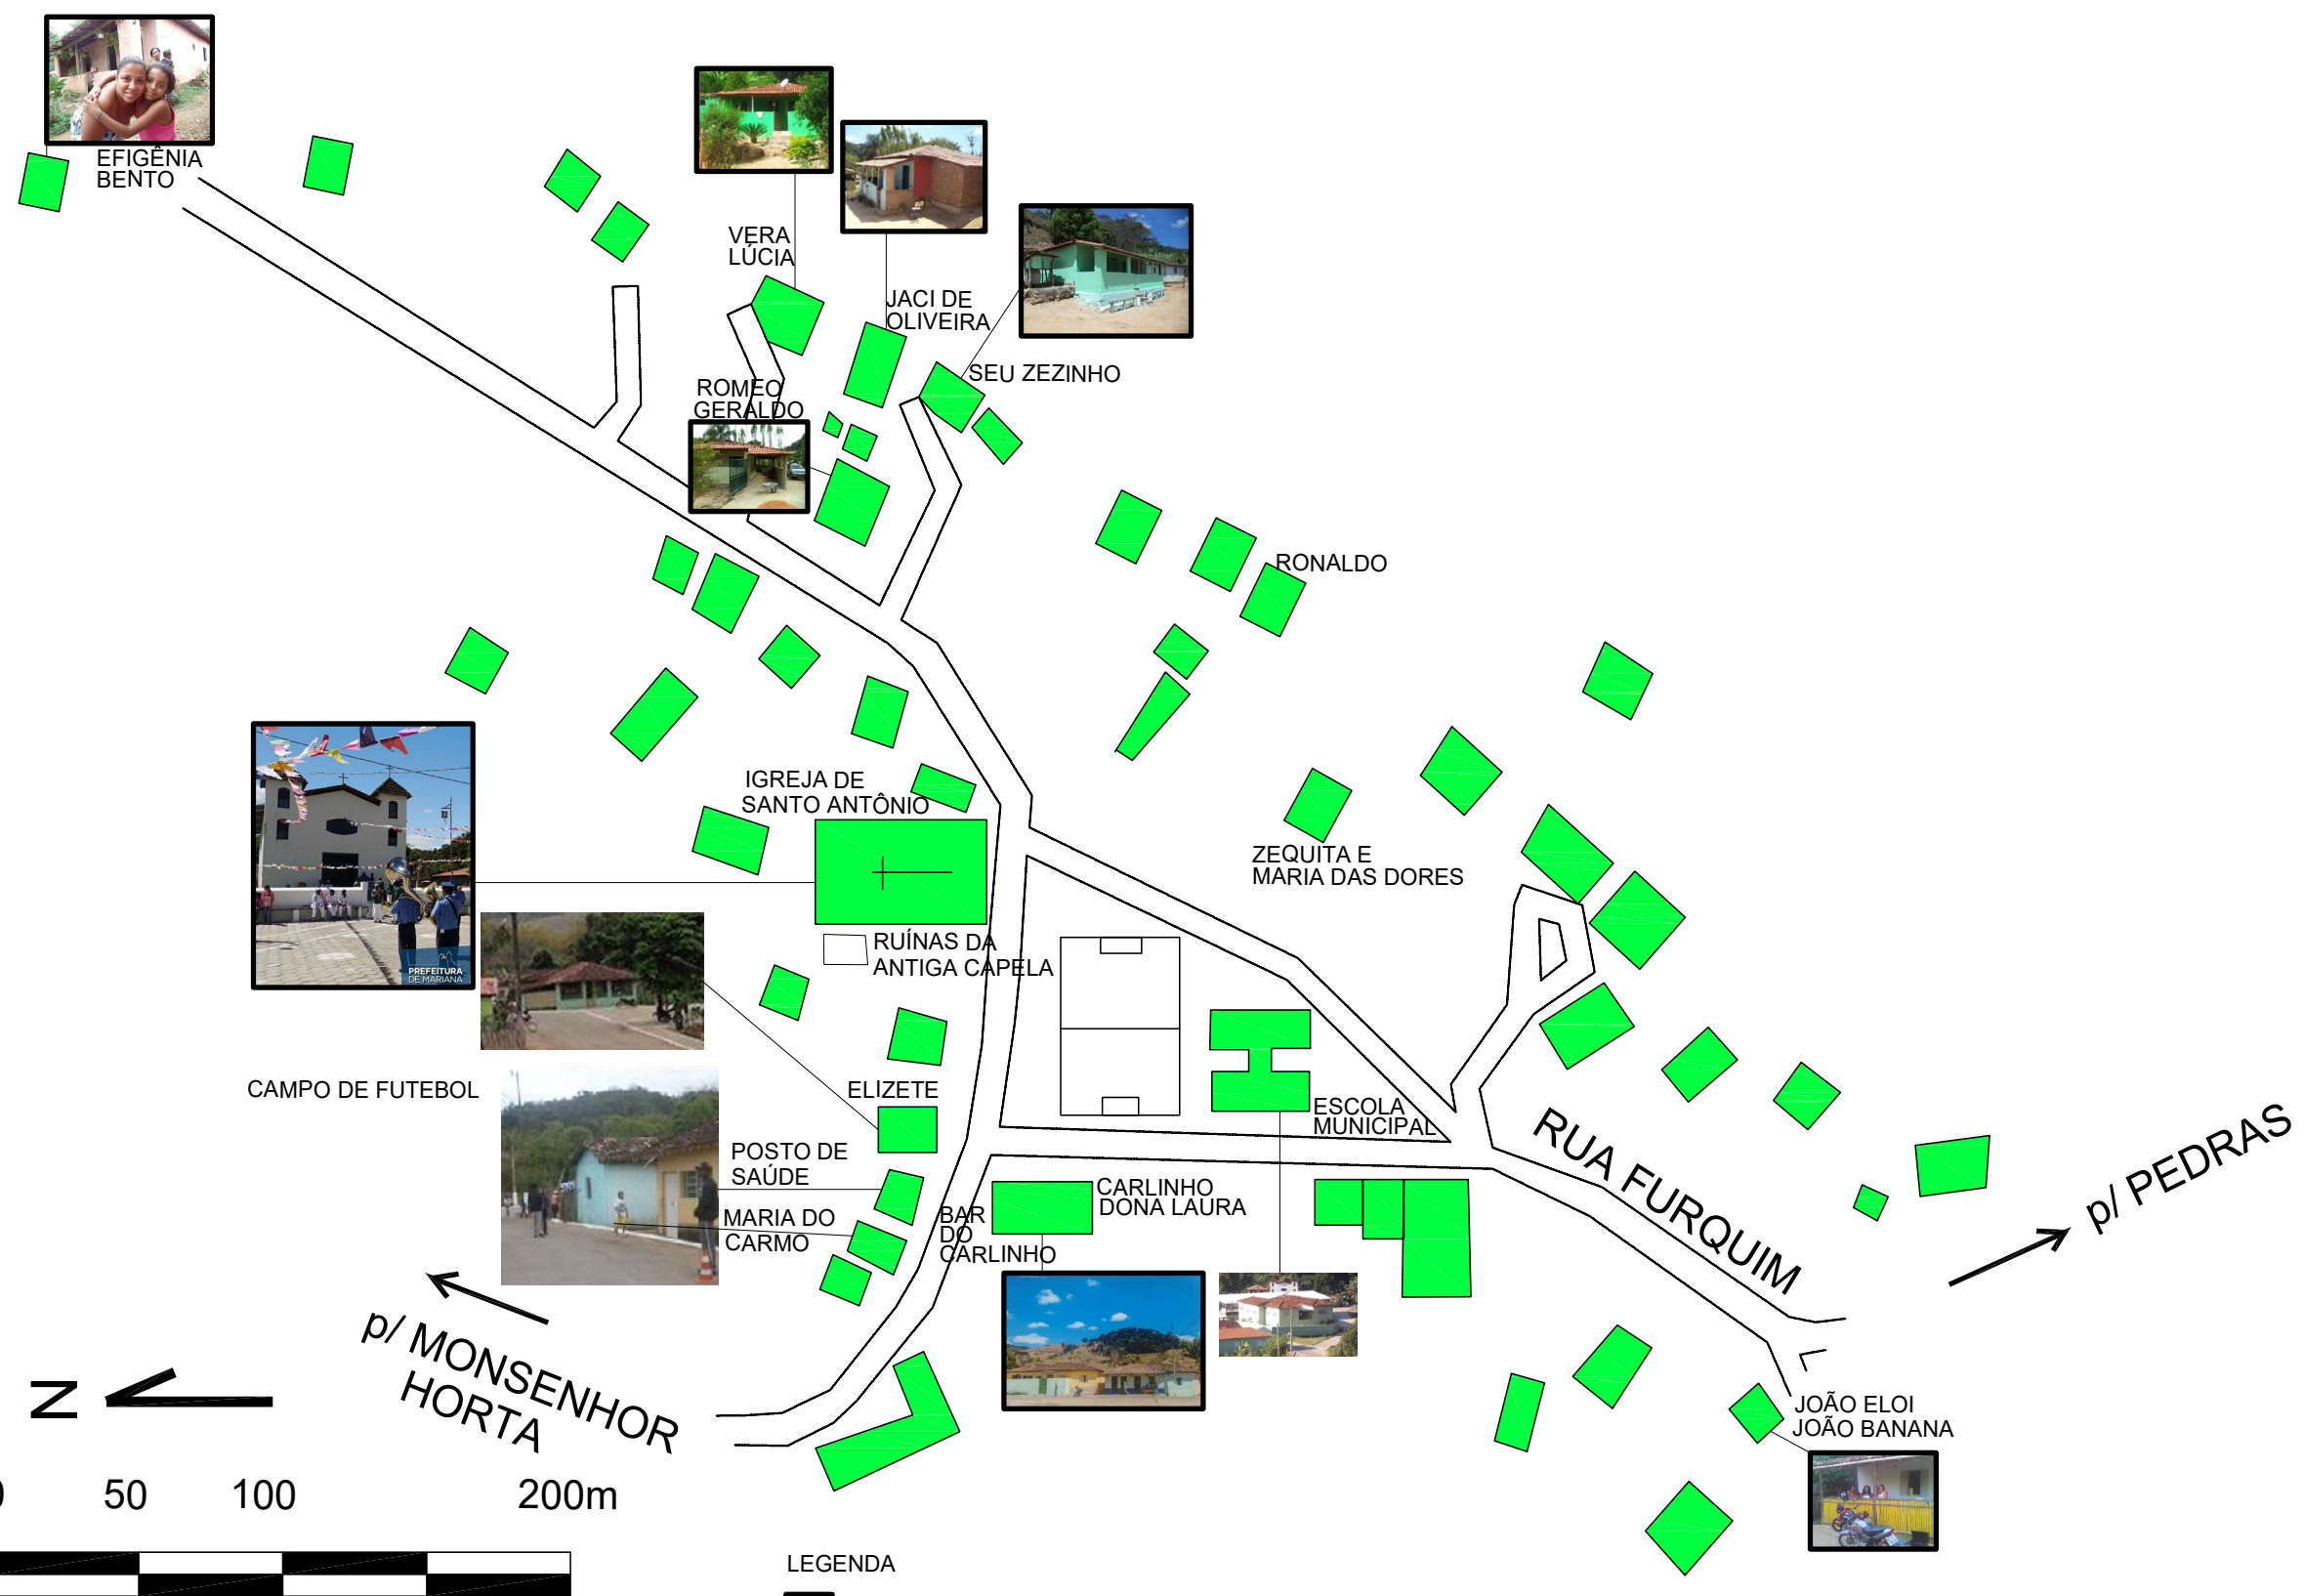 EFIGÊNIA
BENTO
VERA
LÚCIA
JACI DE
OLIVEIRA
SEU ZEZINHO
ROMEO
GERALDO
RONALDO
IGREJA DE
SANTO ANTÔNIO
ZEQUITA E
MARIA DAS DORES
RUÍNAS DA
ANTIGA CAPELA
PREFEITURA
DE MARIANA
CAMPO DE FUTEBOL
ELIZETE
ESCOLA
MUNICIPAL
POSTO DE
SAÚDE
MARIA DO
CARMO
BAR
DO
CARLINHO
CARLINHO
DONA LAURA
RUA FURQUIM
p/ PEDRAS
p/ MONSENHOR
HORTA
N
JOÃO ELOI
JOÃO BANANA
0 50 100 200m
LEGENDA